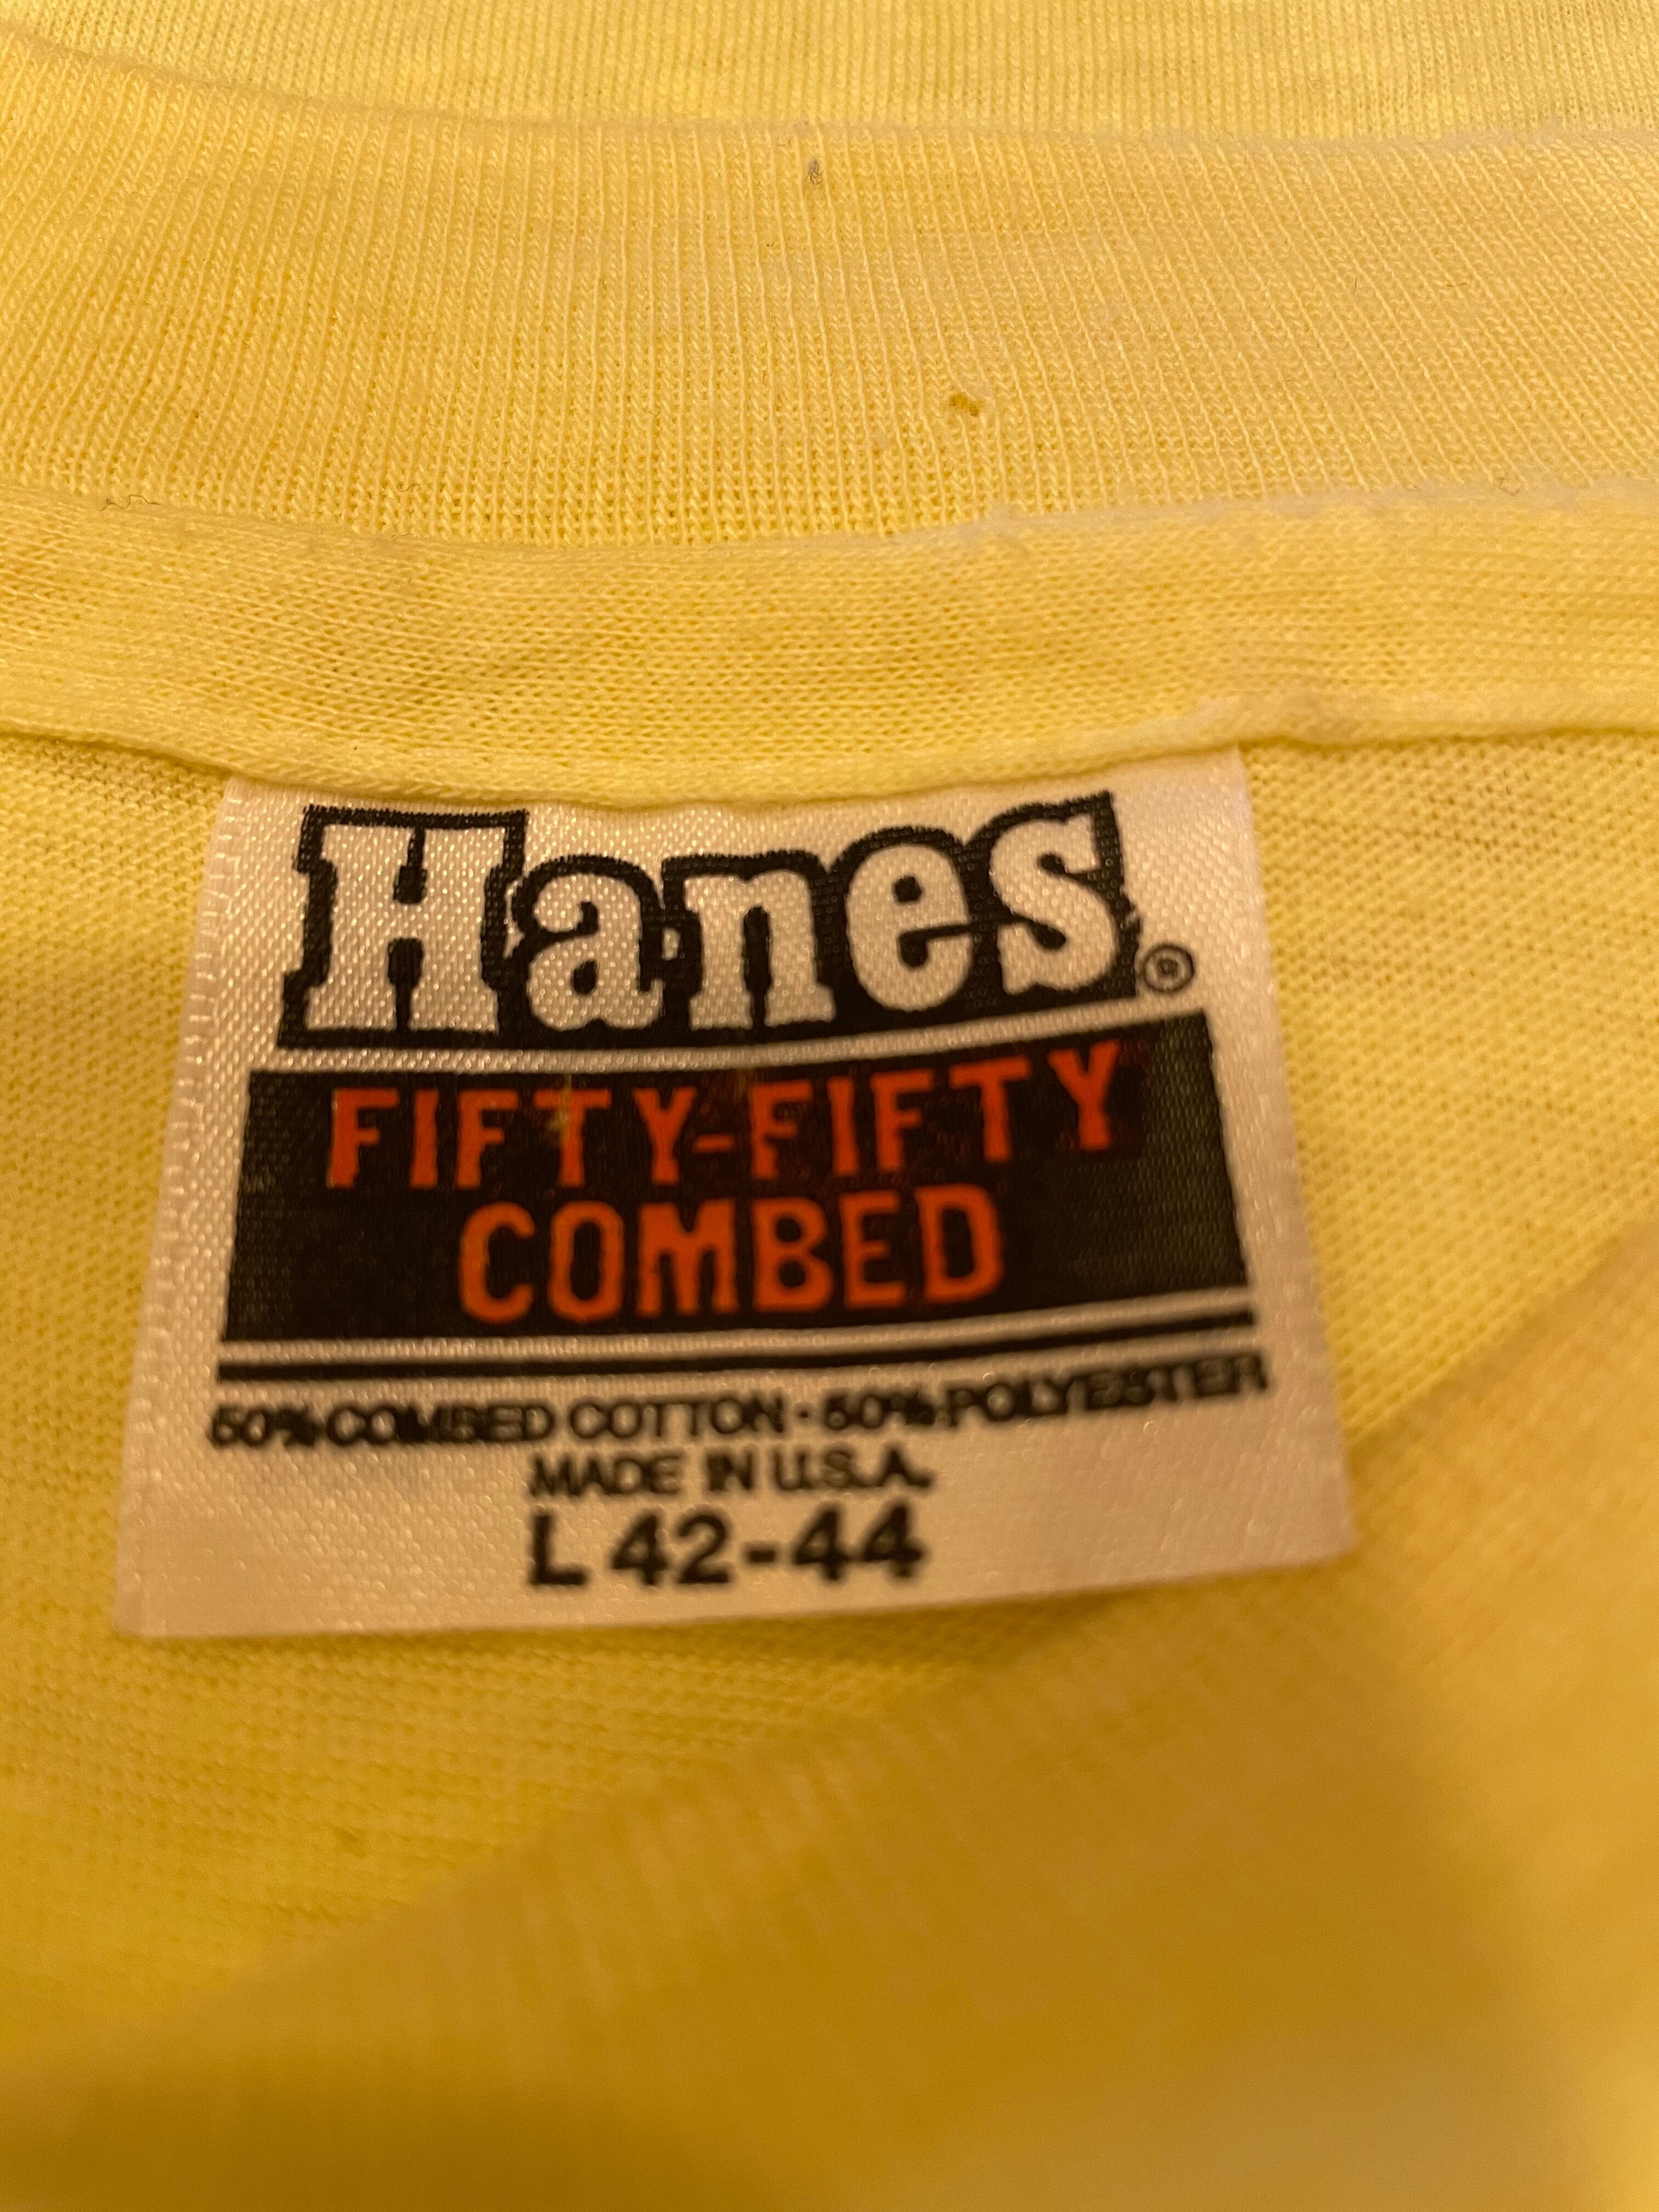 Hanes®
FIFTY-FIFTY
COMBED
50% COMBED COTTON · 50% POLYESTER
MADE IN U.S.A.
L 42-44